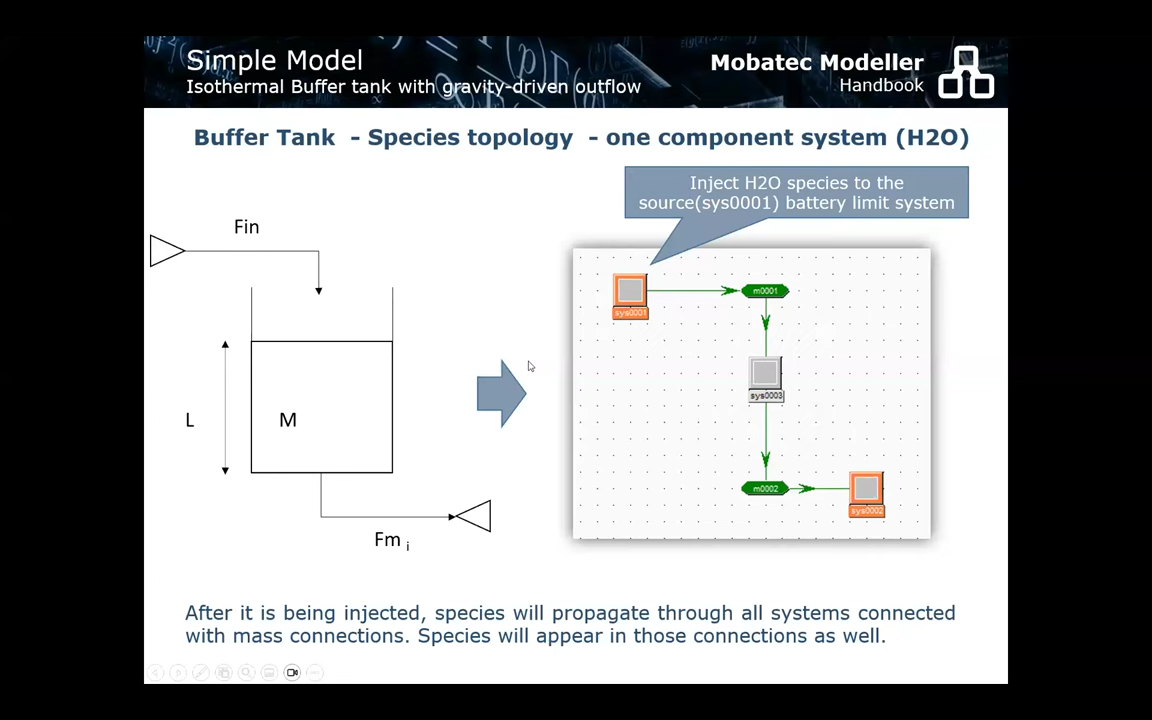 Simple Model
Isothermal Buffer tank with gravity-driven outflow
Mobatec Modeller
Handbook
Buffer Tank - Species topology - one component system (H2O)
Inject H2O species to the
source(sys0001) battery limit system
Fin
L
M
Fm i
sys0001
m0001
sys0003
m0002
sys0002
After it is being injected, species will propagate through all systems connected
with mass connections. Species will appear in those connections as well.